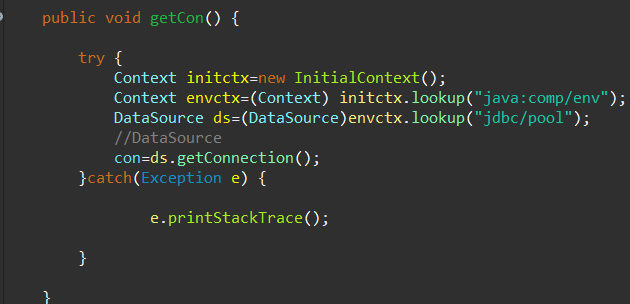 public void getCon() {
try {
Context initctx=new InitialContext();
Context envctx=(Context) initctx.lookup("java:comp/env");
DataSource ds=(DataSource)envctx.lookup("jdbc/pool");
//DataSource
con=ds.getConnection();
}catch(Exception e) {
e.printStackTrace();
}
}